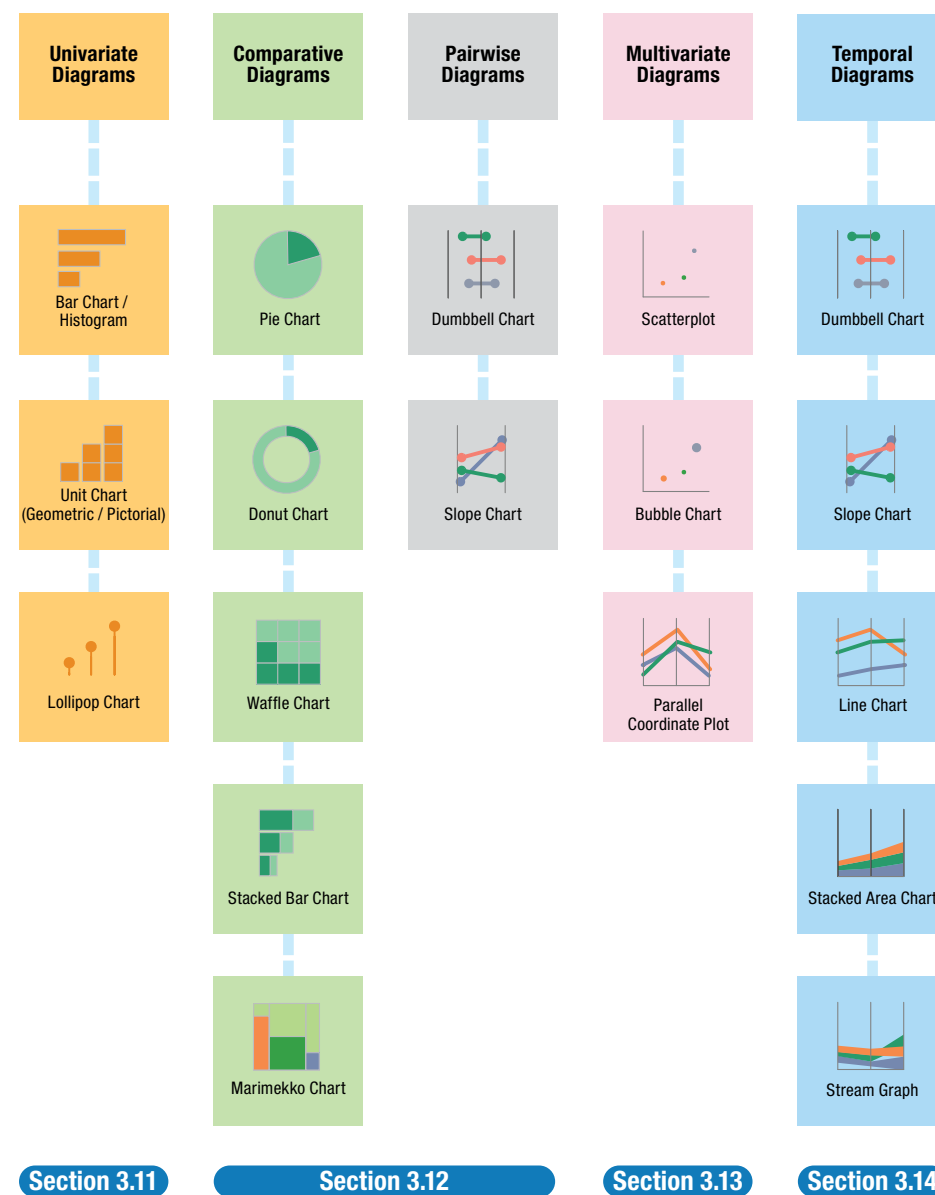 Univariate
Diagrams
Comparative
Diagrams
Pairwise
Diagrams
Multivariate
Diagrams
Temporal
Diagrams
Bar Chart /
Histogram
Pie Chart
Dumbbell Chart
Scatterplot
Dumbbell Chart
Unit Chart
(Geometric / Pictorial)
Donut Chart
Slope Chart
Bubble Chart
Slope Chart
Lollipop Chart
Waffle Chart
Parallel
Coordinate Plot
Line Chart
Stacked Bar Chart
Stacked Area Chart
Marimekko Chart
Stream Graph
Section 3.11
Section 3.12
Section 3.13
Section 3.14